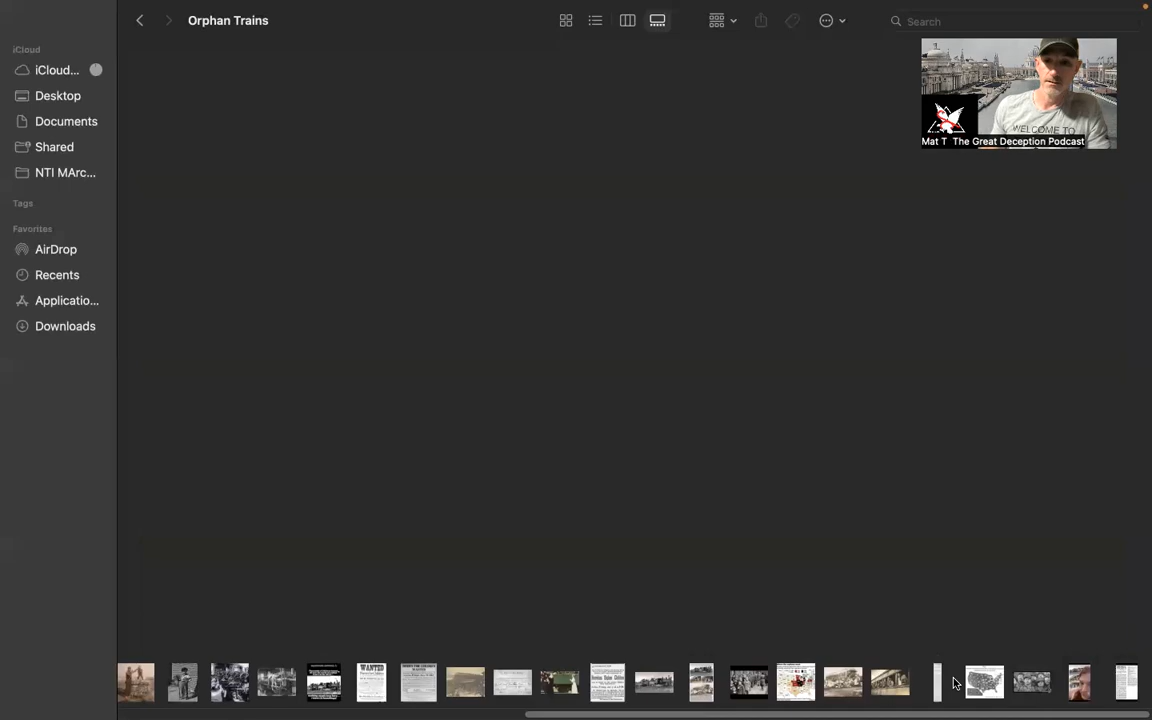 Orphan Trains
Search
iCloud
iCloud...
Desktop
Documents
Shared
NTI MArc...
Tags
Favorites
AirDrop
Recents
Applicatio...
Downloads
WELCOME TO
Mat T The Great Deception Podcast
WANTED